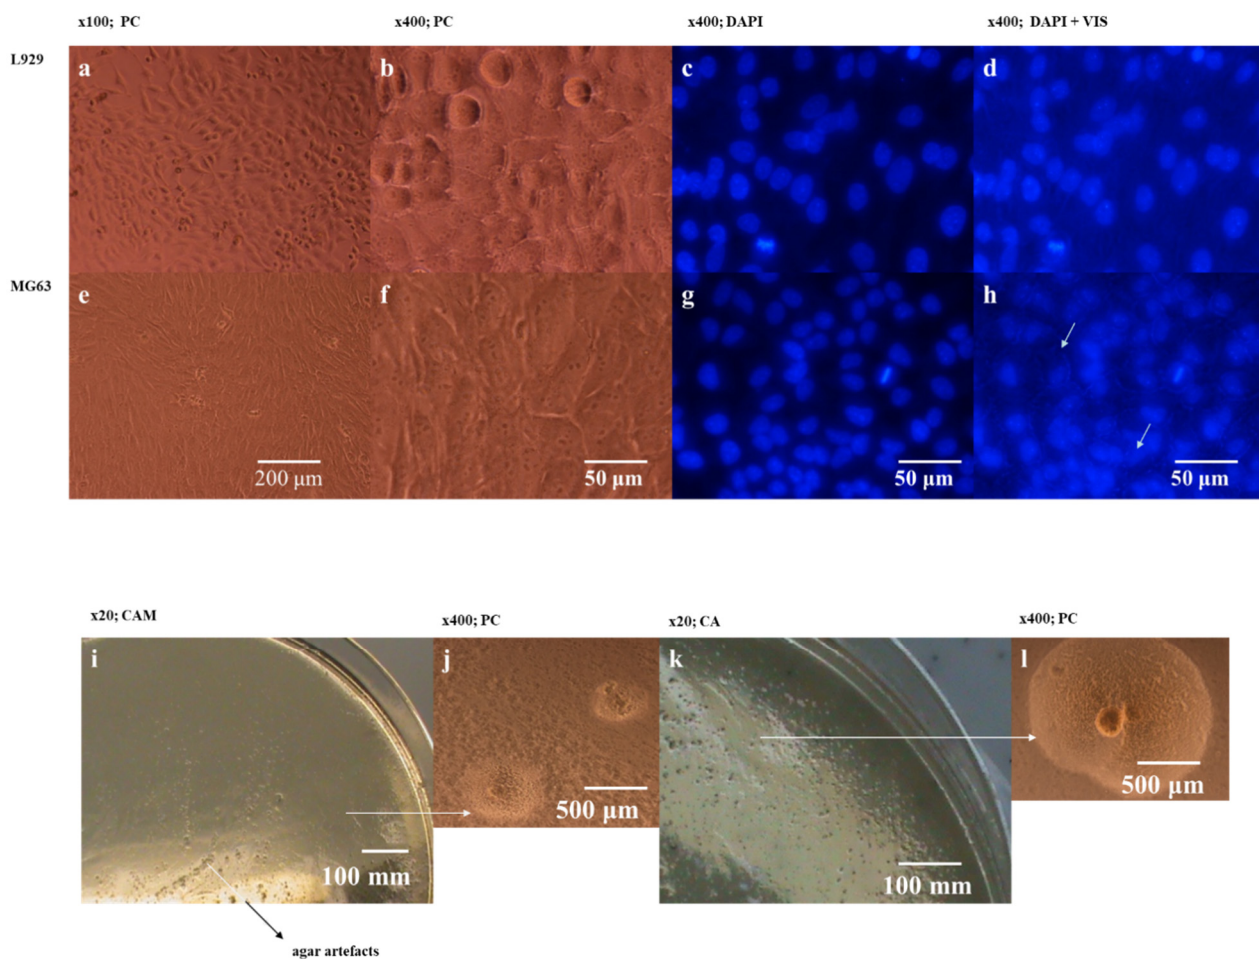 x100; PC
x400; PC
x400; DAPI
x400; DAPI + VIS
L929
a
b
c
d
MG63
e
f
g
h
200 µm
50 µm
50 µm
50 µm
x20; CAM
x400; PC
x20; CA
x400; PC
i
j
k
l
500 µm
500 µm
100 mm
100 mm
agar artefacts